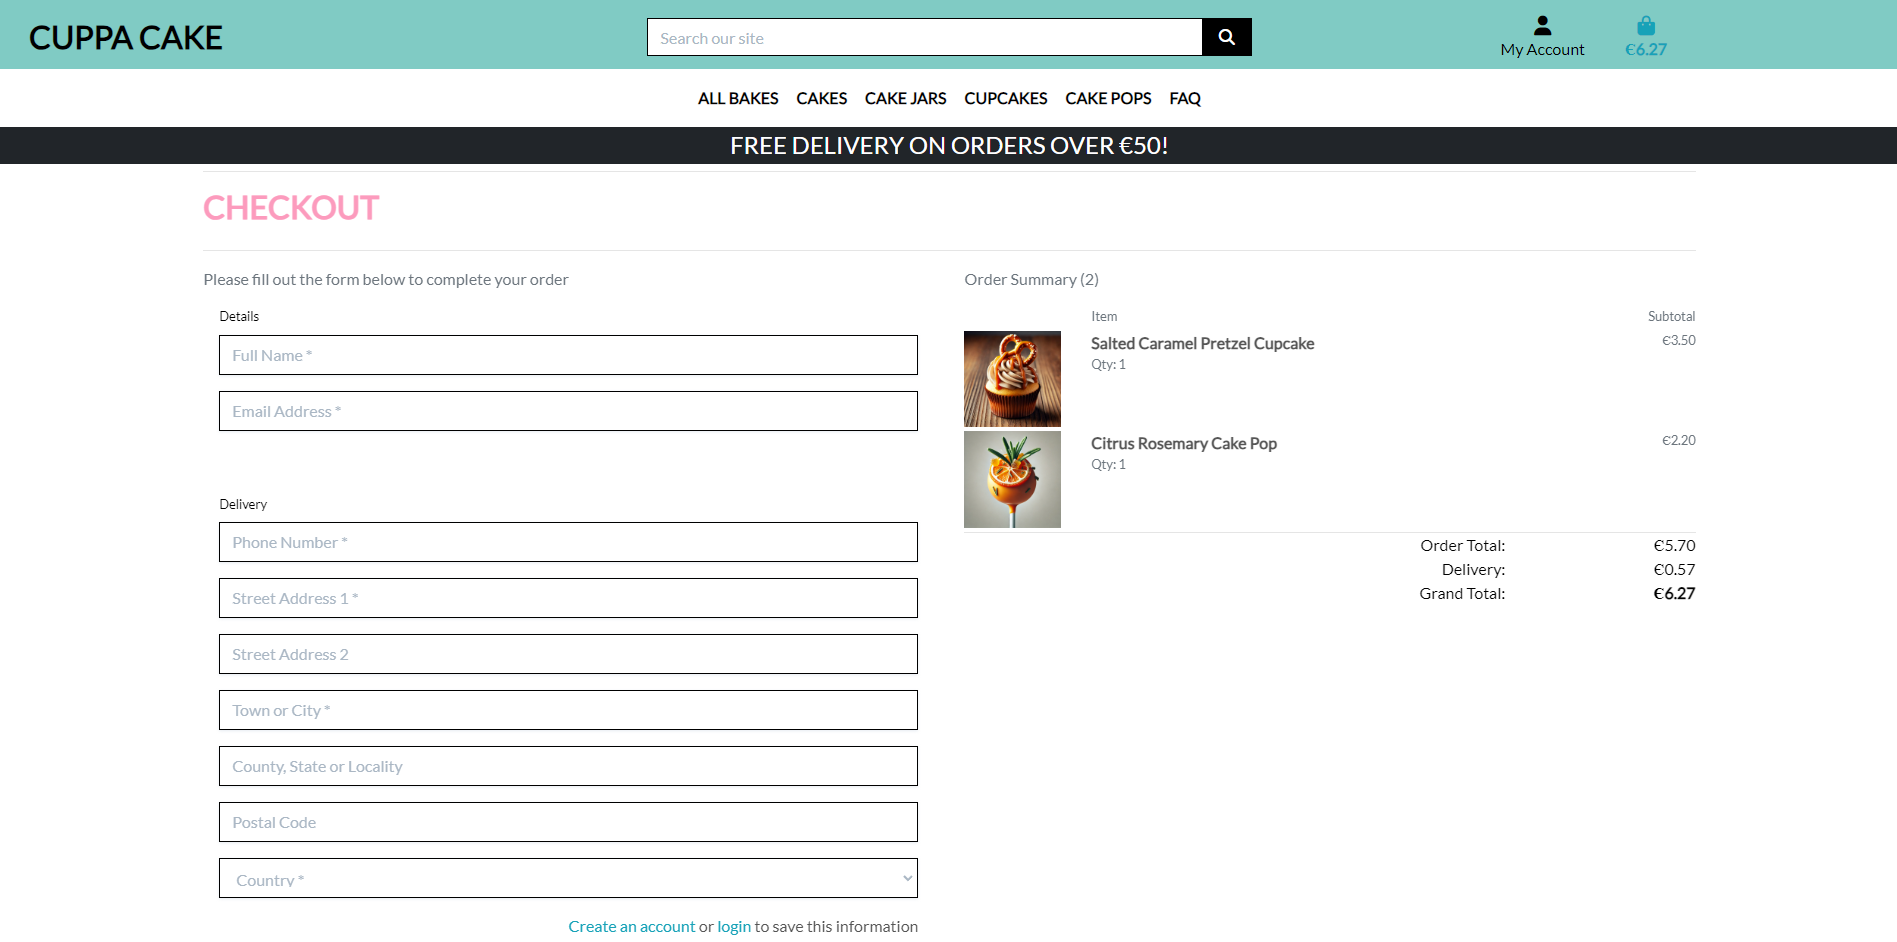 CUPPA CAKE
Search our site
My Account
€6.27
ALL BAKES CAKES CAKE JARS CUPCAKES CAKE POPS FAQ
FREE DELIVERY ON ORDERS OVER €50!
CHECKOUT
Please fill out the form below to complete your order
Details
Full Name *
Email Address *
Delivery
Phone Number *
Street Address 1 *
Street Address 2
Town or City *
County, State or Locality
Postal Code
Country *
Create an account or login to save this information
Order Summary (2)
Item Subtotal
Salted Caramel Pretzel Cupcake €3.50
Qty: 1
Citrus Rosemary Cake Pop €2.20
Qty: 1
Order Total: €5.70
Delivery: €0.57
Grand Total: €6.27